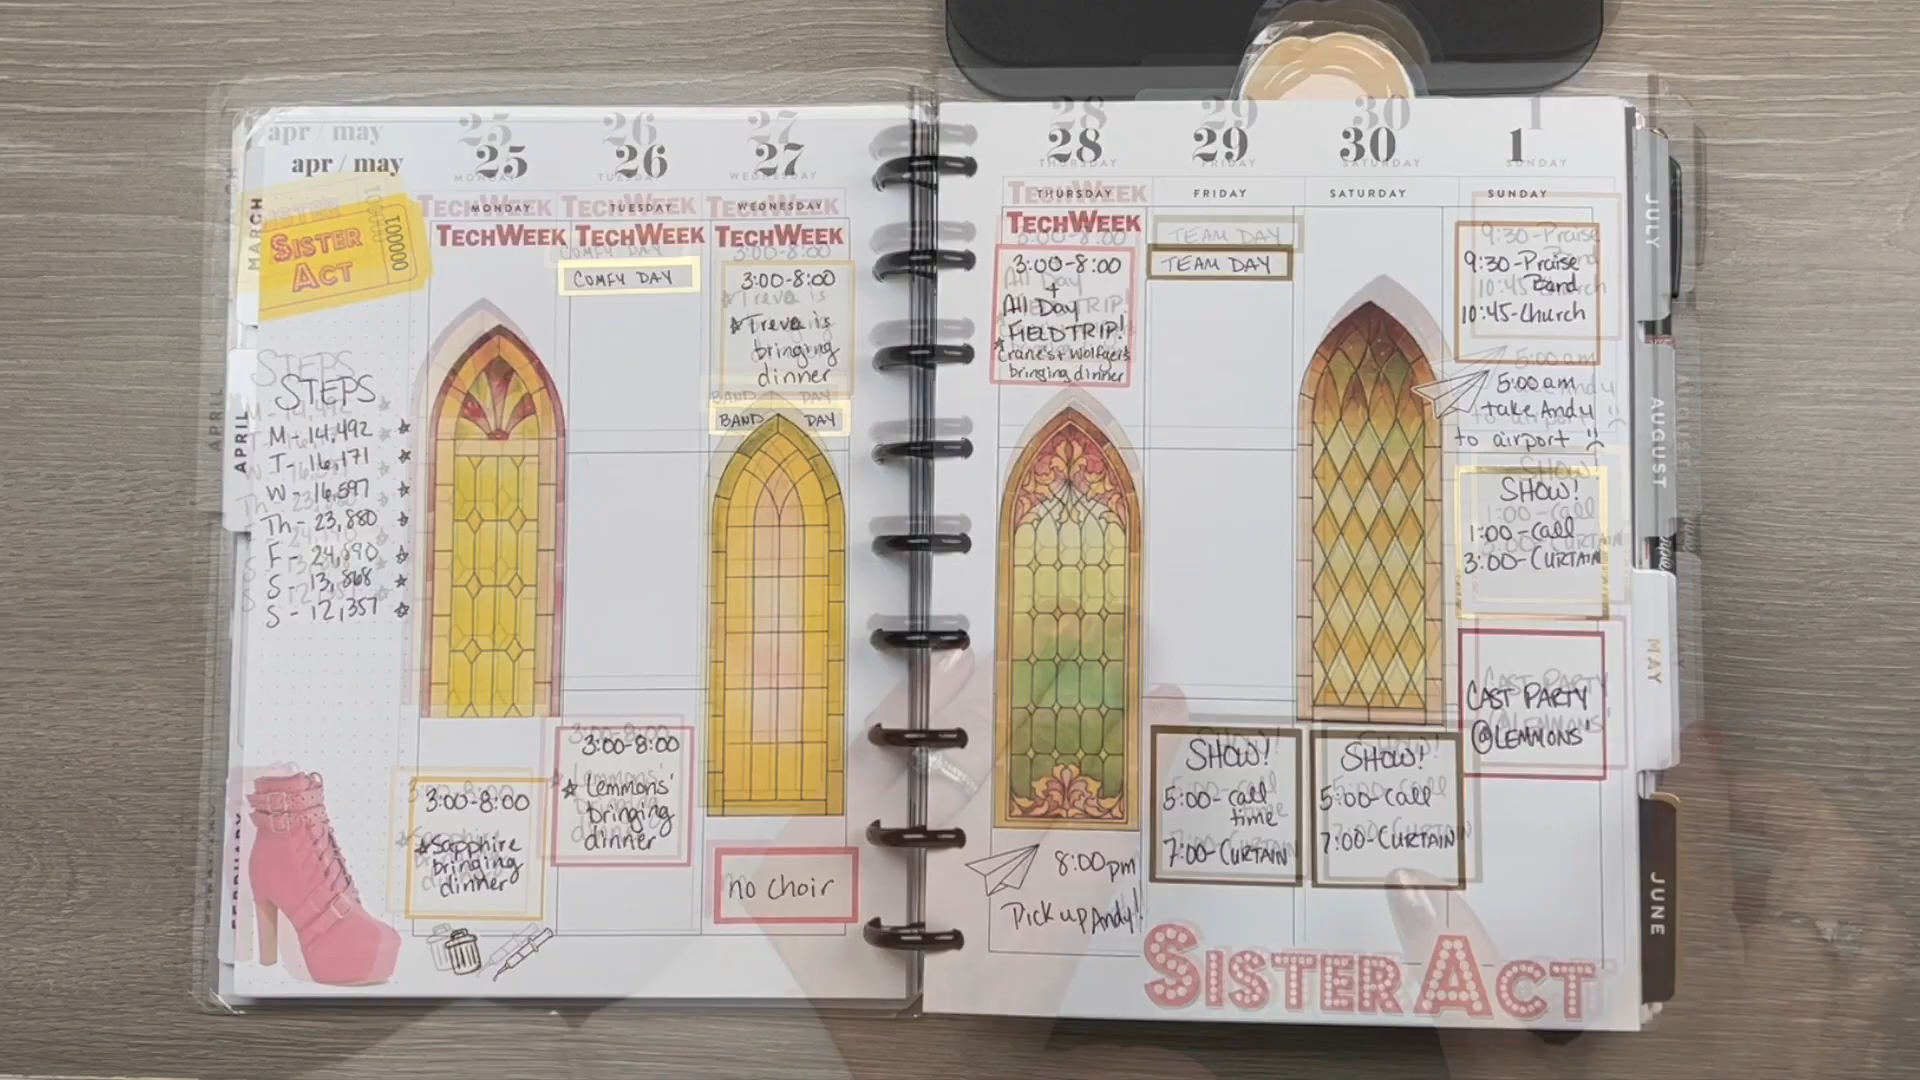 apr / may
MARCH
SISTER
ACT
100000
APRIL
STEPS
M - 14,492
T - 16,171
W - 16,597
Th - 23,880
F - 24,890
S - 13,868
S - 12,357
FEBRUARY
25
MONDAY
TECHWEEK
3:00-8:00
Sapphire
bringing
dinner
26
TUESDAY
TECHWEEK
COMFY DAY
3:00-8:00
Lemmons'
bringing
dinner
27
WEDNESDAY
TECHWEEK
3:00-8:00
Treva is
bringing
dinner
BAND DAY
no choir
28
THURSDAY
TECHWEEK
3:00-8:00
+
All Day
FIELDTRIP!
bringing dinner
8:00pm
Pick up Andy!
29
FRIDAY
TEAM DAY
SHOW!
5:00-call
time
7:00-CURTAIN
30
SATURDAY
SHOW!
5:00-call
7:00-CURTAIN
1
SUNDAY
9:30-Praise
Band
10:45-Church
5:00am
take Andy
to airport :(
SHOW!
1:00-call
3:00-CURTAIN
CAST PARTY
@LEMMONS'
SISTER ACT
JULY
AUGUST
MAY
JUNE